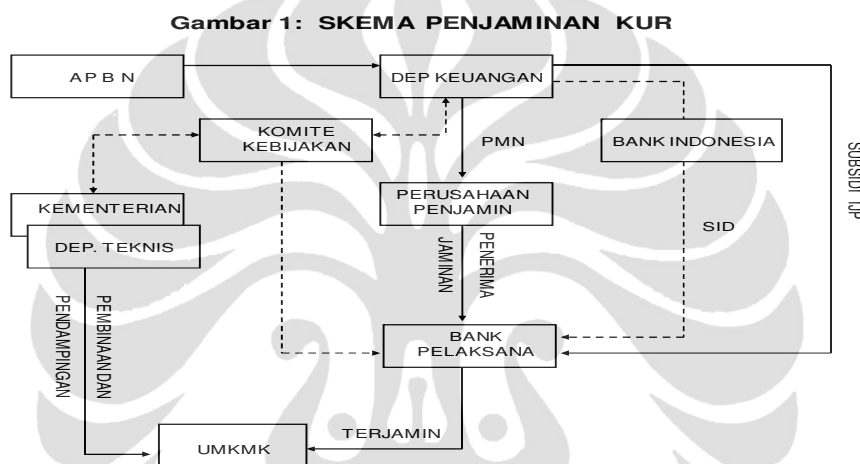 Gambar 1: SKEMA PENJAMINAN KUR
A P B N
DEP KEUANGAN
KOMITE
KEBIJAKAN
PMN
BANK INDONESIA
SUBSIDI IJP
KEMENTERIAN
DEP. TEKNIS
PERUSAHAAN
PENJAMIN
SID
PENERIMA
JAMINAN
PEMBINAAN DAN
PENDAMPINGAN
BANK
PELAKSANA
UMKMK
TERJAMIN